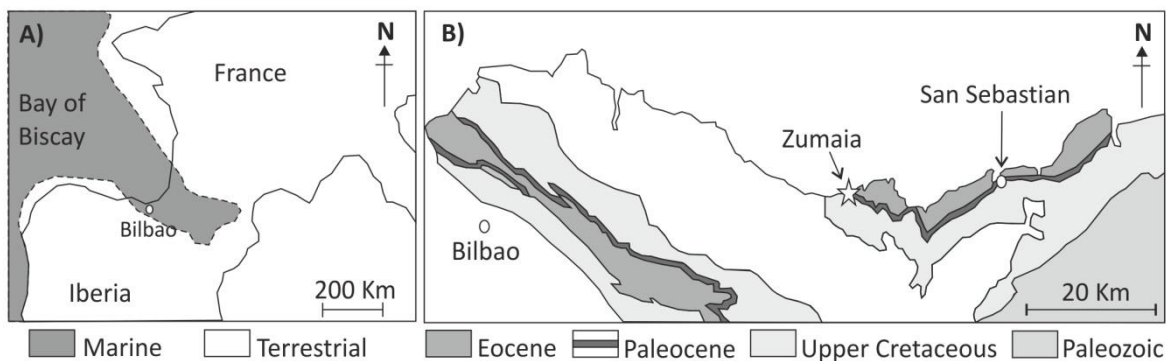 A)
N
France
Bay of
Biscay
Bilbao
Iberia
200 Km
B)
N
San Sebastian
Zumaia
Bilbao
20 Km
Marine
Terrestrial
Eocene
Paleocene
Upper Cretaceous
Paleozoic